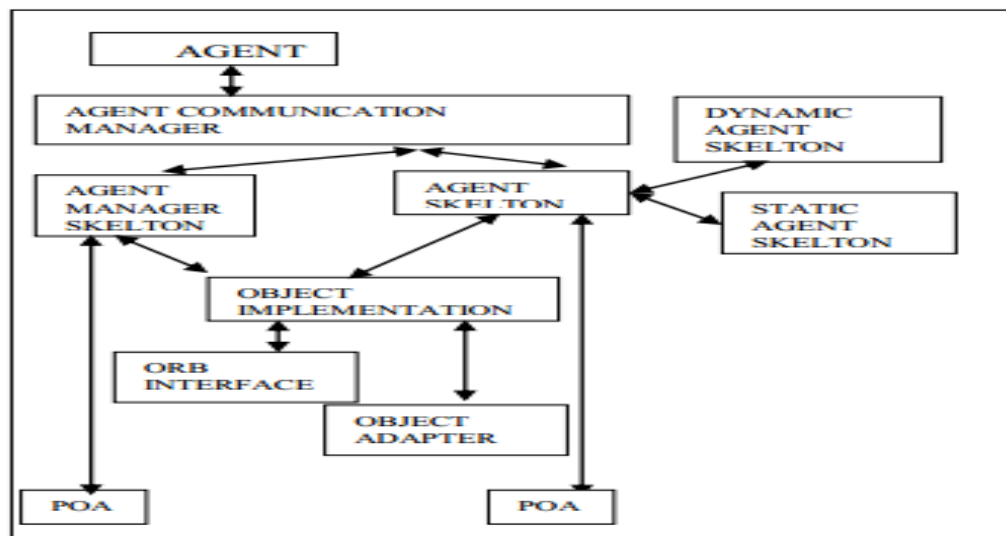 AGENT
AGENT COMMUNICATION
MANAGER
DYNAMIC
AGENT
SKELTON
AGENT
MANAGER
SKELTON
AGENT
SKELTON
STATIC
AGENT
SKELTON
OBJECT
IMPLEMENTATION
ORB
INTERFACE
OBJECT
ADAPTER
POA
POA